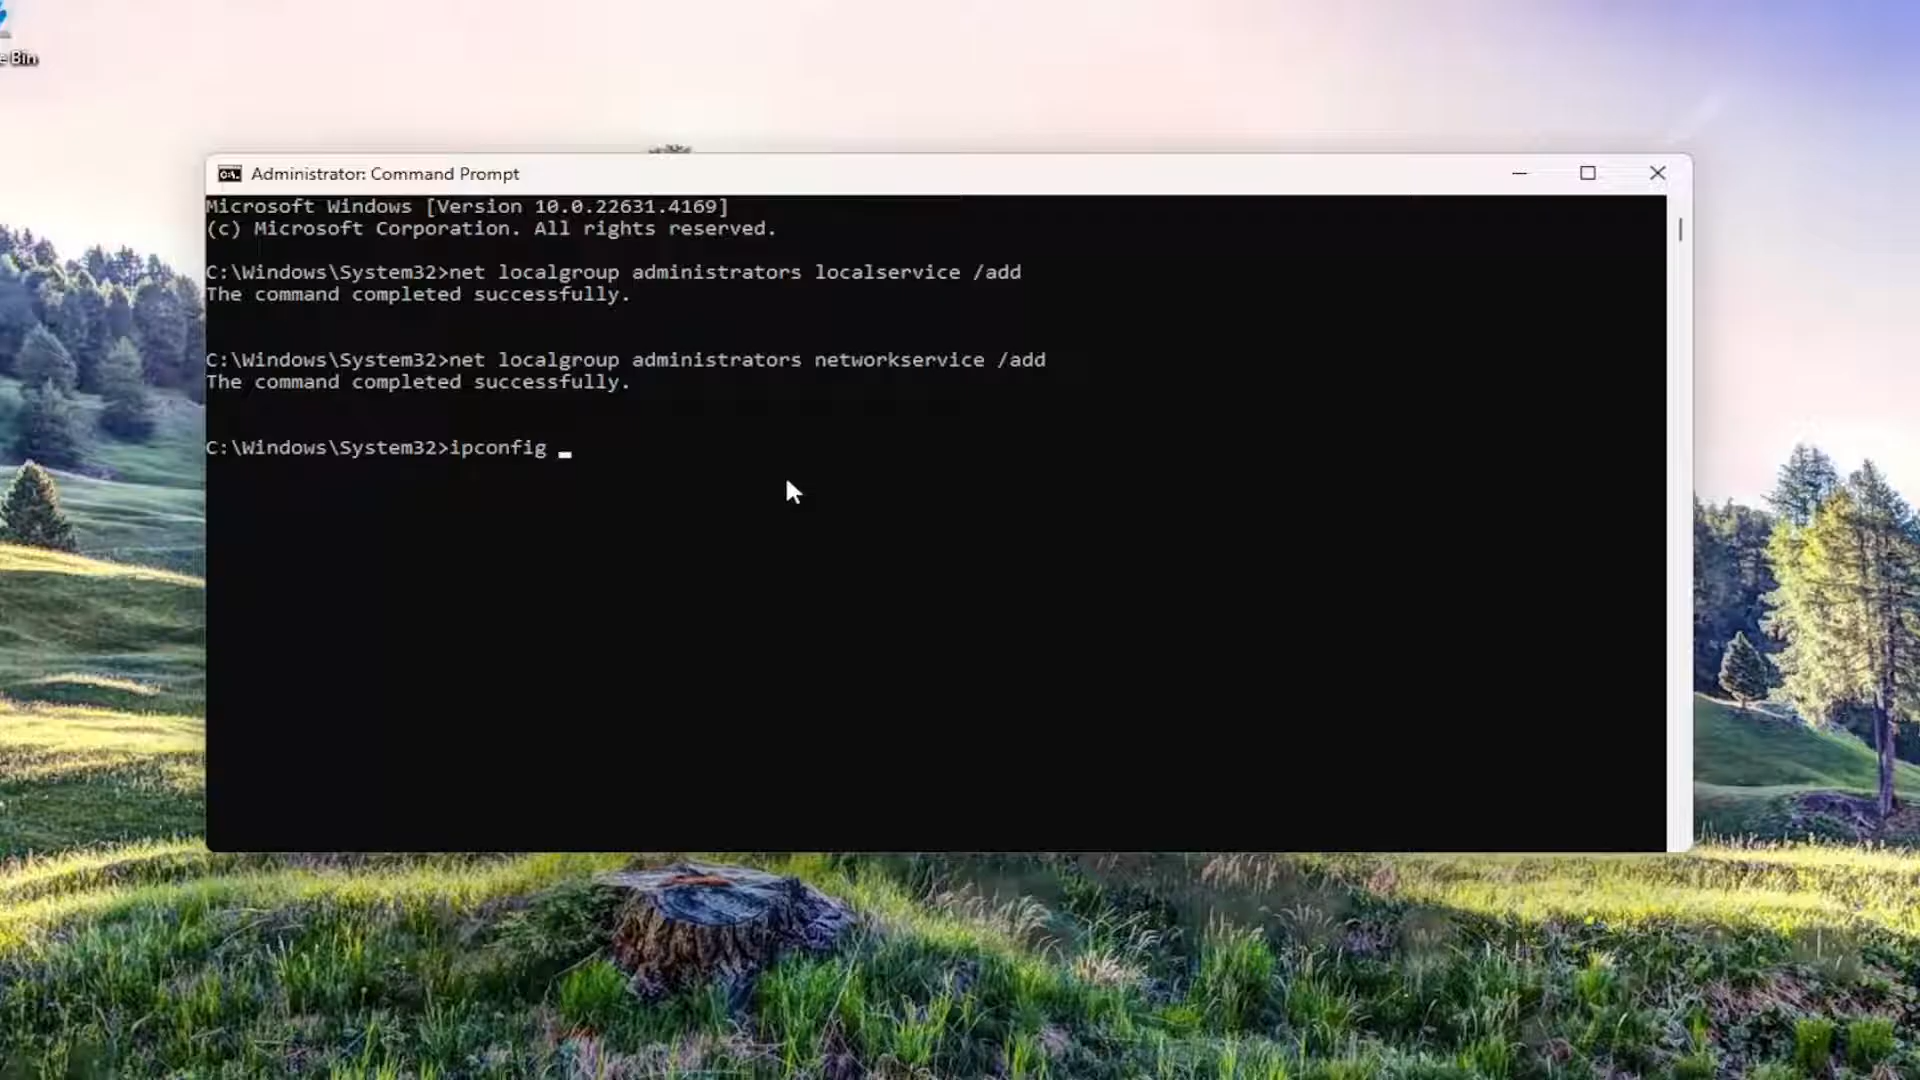 e Bin
Administrator: Command Prompt
Microsoft Windows [Version 10.0.22631.4169]
(c) Microsoft Corporation. All rights reserved.
C:\Windows\System32>net localgroup administrators localservice /add
The command completed successfully.
C:\Windows\System32>net localgroup administrators networkservice /add
The command completed successfully.
C:\Windows\System32>ipconfig